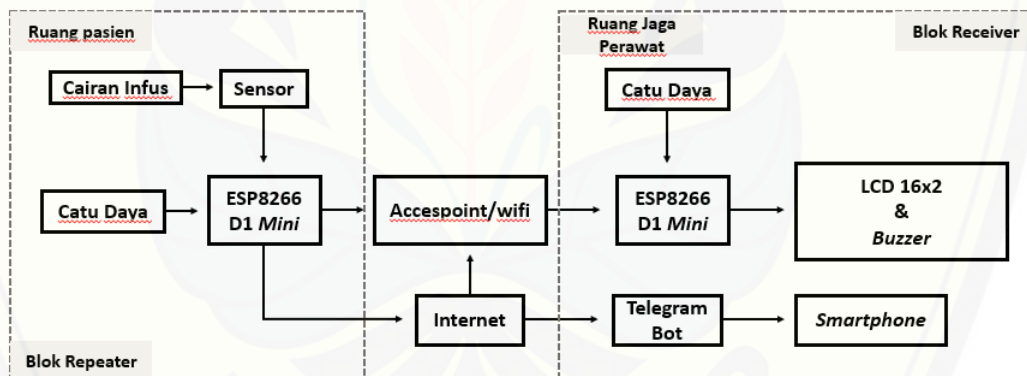 Ruang pasien
Cairan Infus
Sensor
Catu Daya
ESP8266
D1 Mini
Blok Repeater
Accespoint/wifi
Internet
Ruang Jaga
Perawat
Blok Receiver
Catu Daya
ESP8266
D1 Mini
LCD 16x2
&
Buzzer
Telegram
Bot
Smartphone